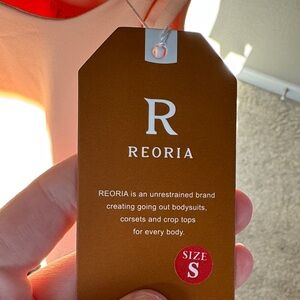 R
REORIA
REORIA is an unrestrained brand
creating going out bodysuits,
corsets and crop tops
for every body.
SIZE
S